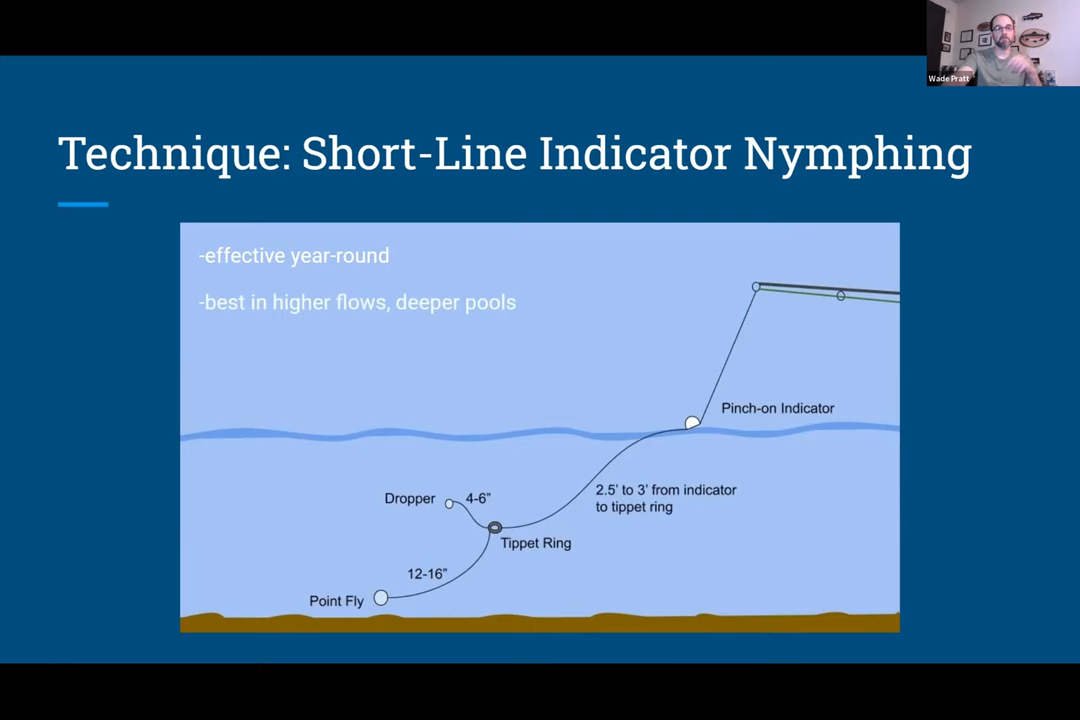 Wade Pratt
Technique: Short-Line Indicator Nymphing
-effective year-round
-best in higher flows, deeper pools
Pinch-on Indicator
2.5’ to 3’ from indicator
to tippet ring
Dropper
4-6”
Tippet Ring
12-16”
Point Fly